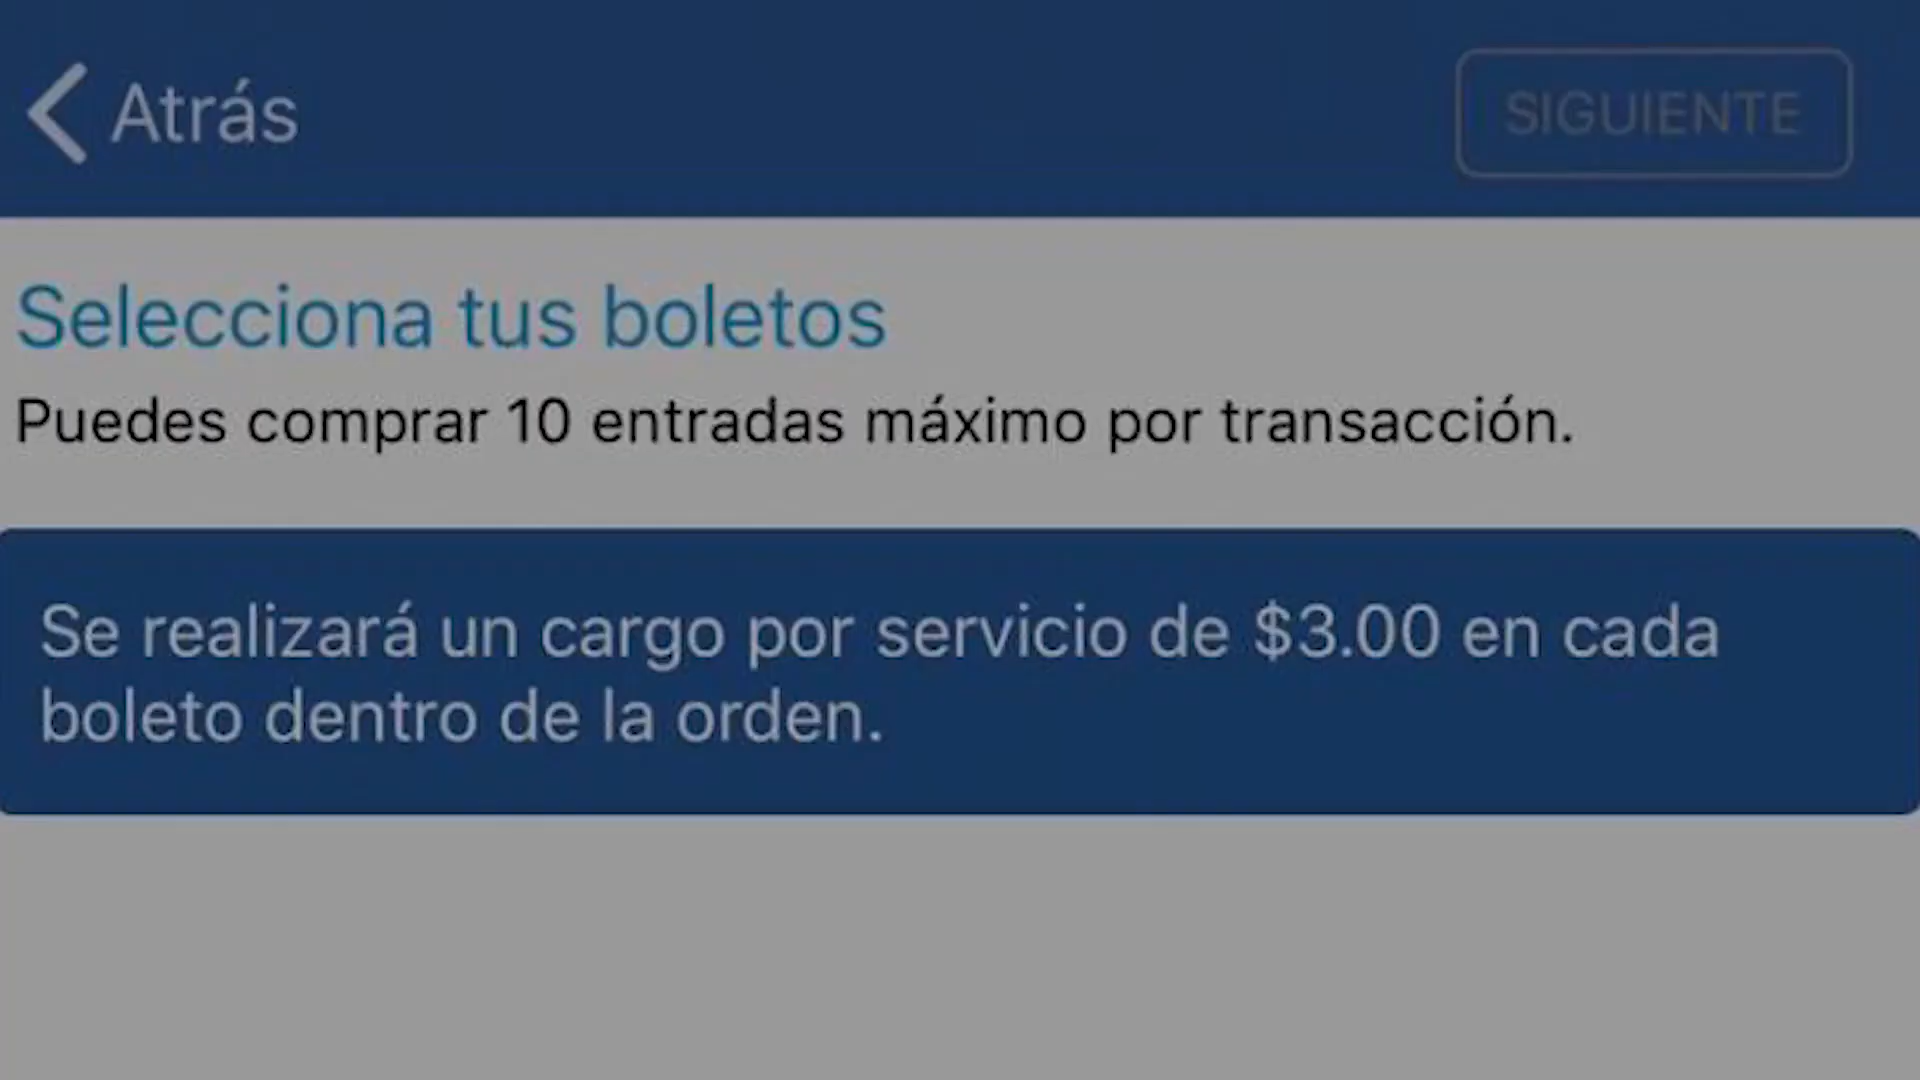 Atrás
SIGUIENTE
Selecciona tus boletos
Puedes comprar 10 entradas máximo por transacción.
Se realizará un cargo por servicio de $3.00 en cada
boleto dentro de la orden.